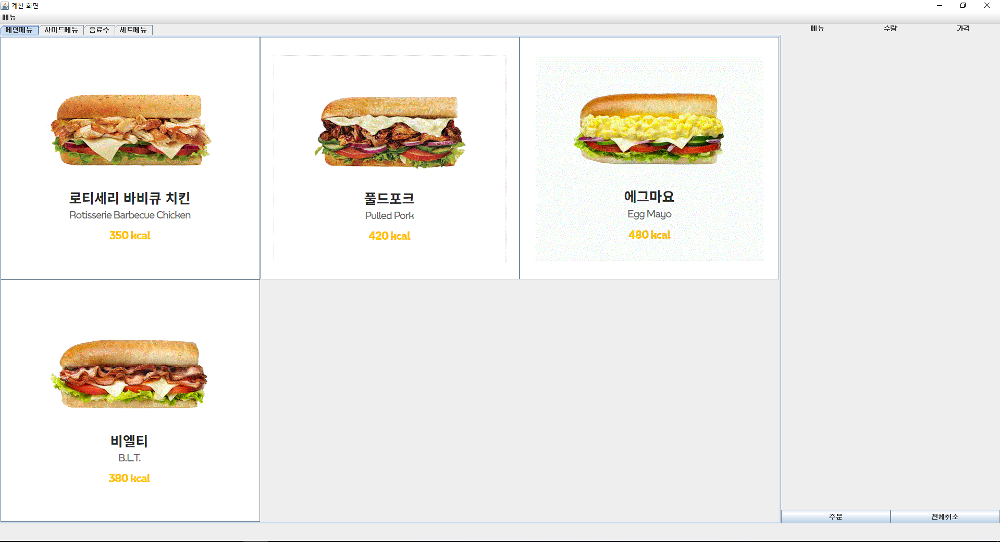 계산 화면
메뉴
메인메뉴 사이드메뉴 음료수 세트메뉴
메뉴 수량 가격
로티세리 바비큐 치킨
Rotisserie Barbecue Chicken
350 kcal
풀드포크
Pulled Pork
420 kcal
에그마요
Egg Mayo
480 kcal
비엘티
B.L.T.
380 kcal
주문 전체취소